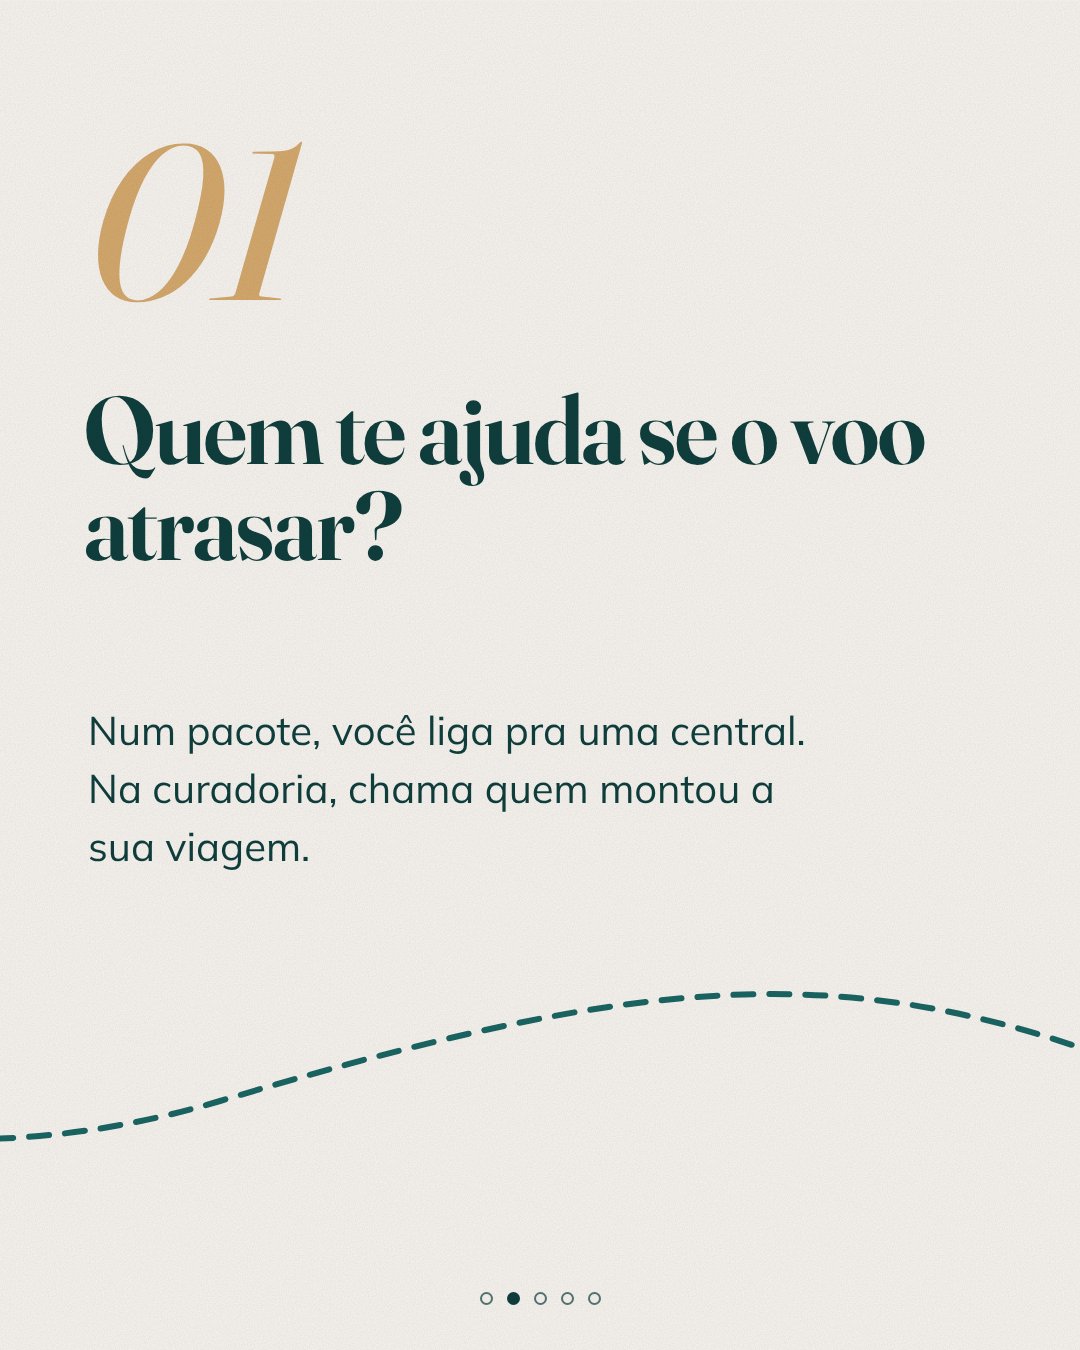 01
Quem te ajuda se o voo
atrasar?
Num pacote, você liga pra uma central.
Na curadoria, chama quem montou a
sua viagem.